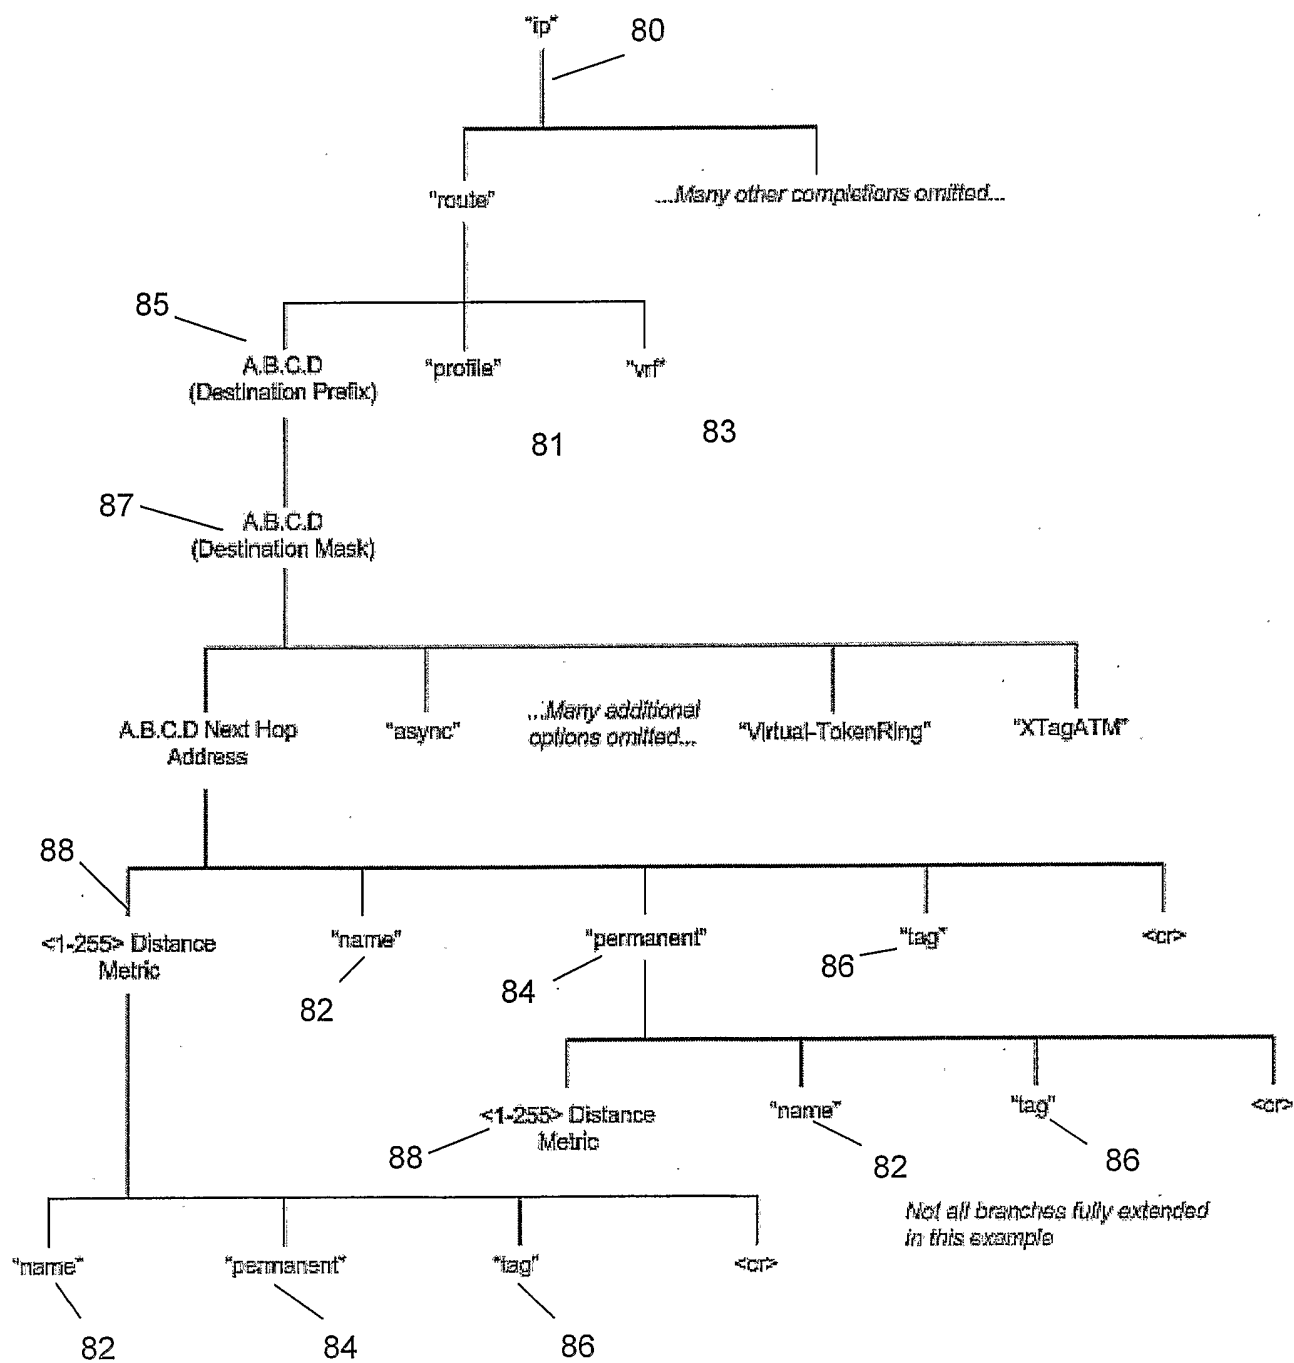 "ip"
80
"route"
...Many other completions omitted...
85
A.B.C.D
(Destination Prefix)
"profile"
"vrf"
81
83
87
A.B.C.D
(Destination Mask)
A.B.C.D Next Hop
Address
"async"
...Many additional
options omitted...
"Virtual-TokenRing"
"XTagATM"
88
<1-255> Distance
Metric
"name"
82
"permanent"
84
"tag"
86
<cr>
<1-255> Distance
Metric
88
"name"
82
"tag"
86
<cr>
Not all branches fully extended
in this example
"name"
82
"permanent"
84
"tag"
86
<cr>